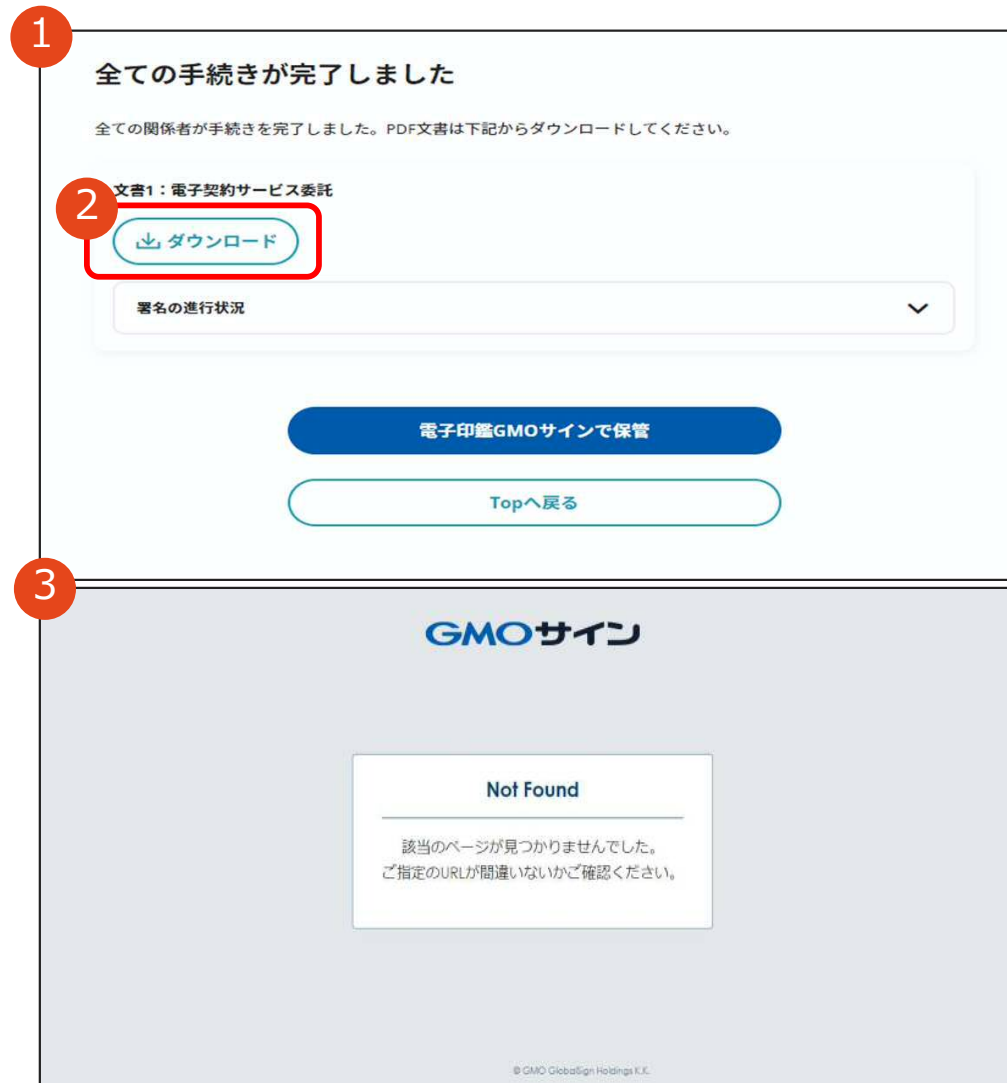 1
全ての手続きが完了しました
全ての関係者が手続きを完了しました。PDF文書は下記からダウンロードしてください。
文書1：電子契約サービス委託
2
ダウンロード
署名の進行状況
電子印鑑GMOサインで保管
Topへ戻る
3
GMOサイン
Not Found
該当のページが見つかりませんでした。
ご指定のURLが間違いないかご確認ください。
© GMO GlobalSign Holdings K.K.